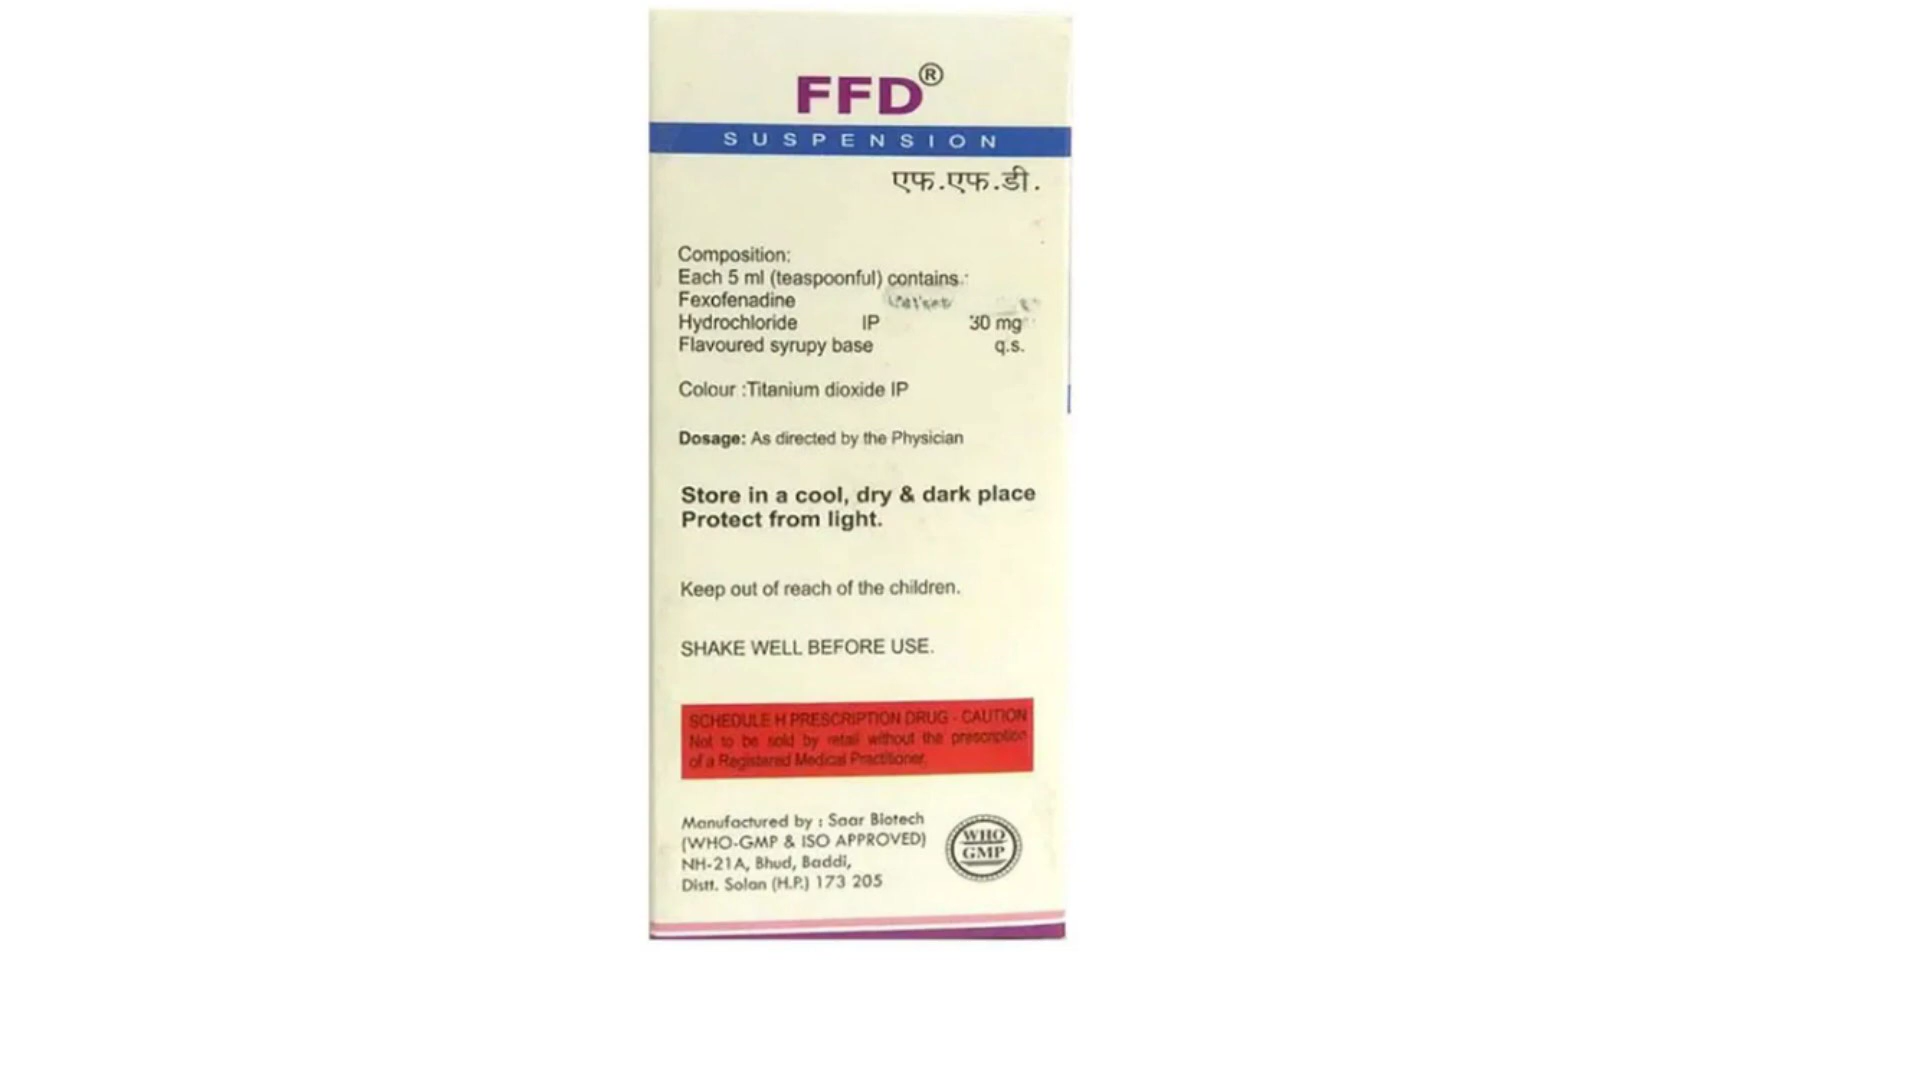 FFD®
SUSPENSION
एफ.एफ.डी.
Composition:
Each 5 ml (teaspoonful) contains :
Fexofenadine
Hydrochloride IP 30 mg
Flavoured syrupy base q.s.
Colour :Titanium dioxide IP
Dosage: As directed by the Physician
Store in a cool, dry & dark place
Protect from light.
Keep out of reach of the children.
SHAKE WELL BEFORE USE.
SCHEDULE H PRESCRIPTION DRUG - CAUTION
Not to be sold by retail without the prescription
of a Registered Medical Practitioner.
Manufactured by : Saar Biotech
(WHO-GMP & ISO APPROVED)
NH-21A, Bhud, Baddi,
Distt. Solan (H.P.) 173 205
WHO
GMP